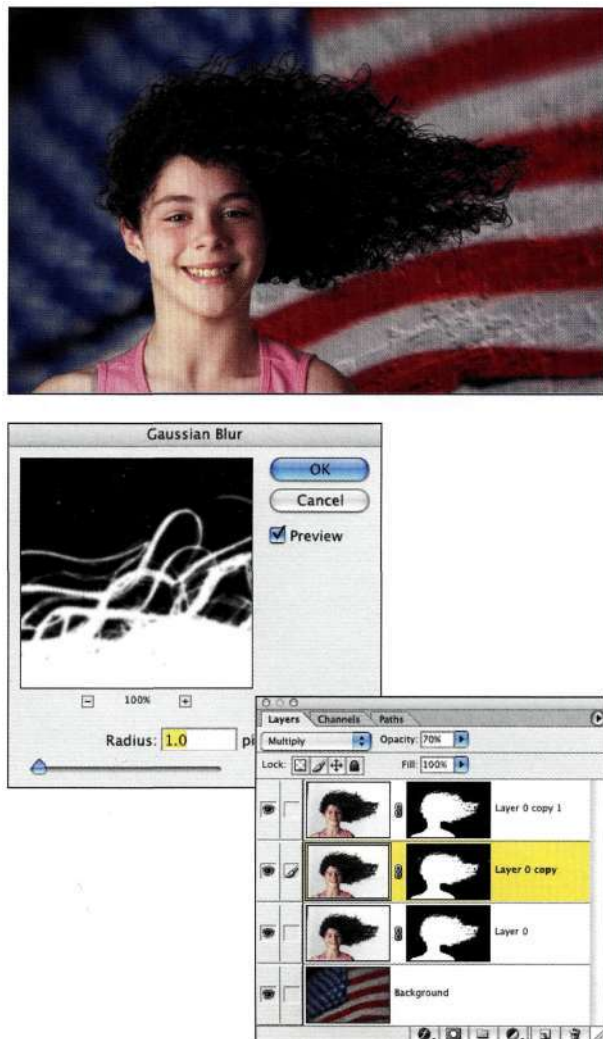 Gaussian Blur
OK
Cancel
Preview
100%
Radius: 1.0
Layers Channels Paths
Multiply Opacity: 70%
Lock: Fill: 100%
Layer 0 copy 1
Layer 0 copy
Layer 0
Background